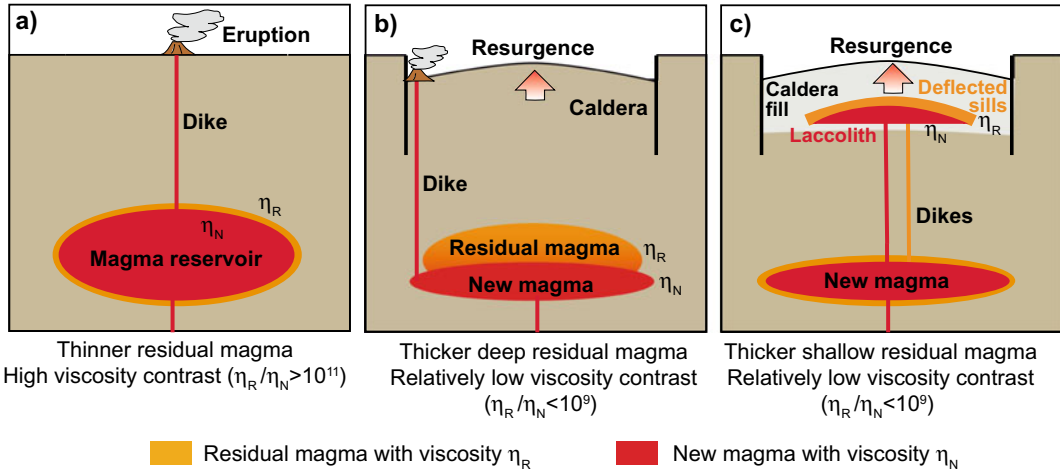 a)
Eruption
Dike
ηR
ηN
Magma reservoir
Thinner residual magma
High viscosity contrast (ηR/ηN>10¹¹)
b)
Resurgence
Caldera
Dike
Residual magma
ηR
New magma
ηN
Thicker deep residual magma
Relatively low viscosity contrast
(ηR/ηN<10⁹)
c)
Resurgence
Caldera
fill
Deflected
sills
ηR
ηN
Laccolith
Dikes
New magma
Thicker shallow residual magma
Relatively low viscosity contrast
(ηR/ηN<10⁹)
Residual magma with viscosity ηR
New magma with viscosity ηN